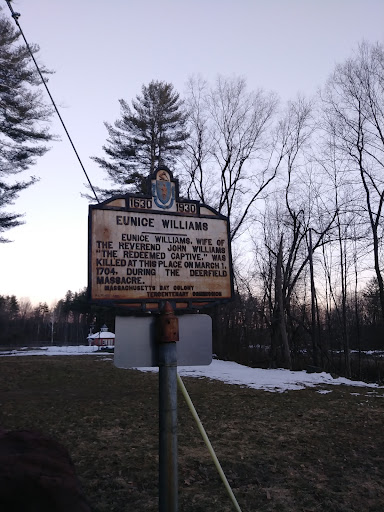 1630 1930
EUNICE WILLIAMS
EUNICE WILLIAMS, WIFE OF
THE REVEREND JOHN WILLIAMS
"THE REDEEMED CAPTIVE," WAS
KILLED AT THIS PLACE ON MARCH 1,
1704, DURING THE DEERFIELD
MASSACRE.
MASSACHUSETTS BAY COLONY
TERCENTENARY COMMISSION